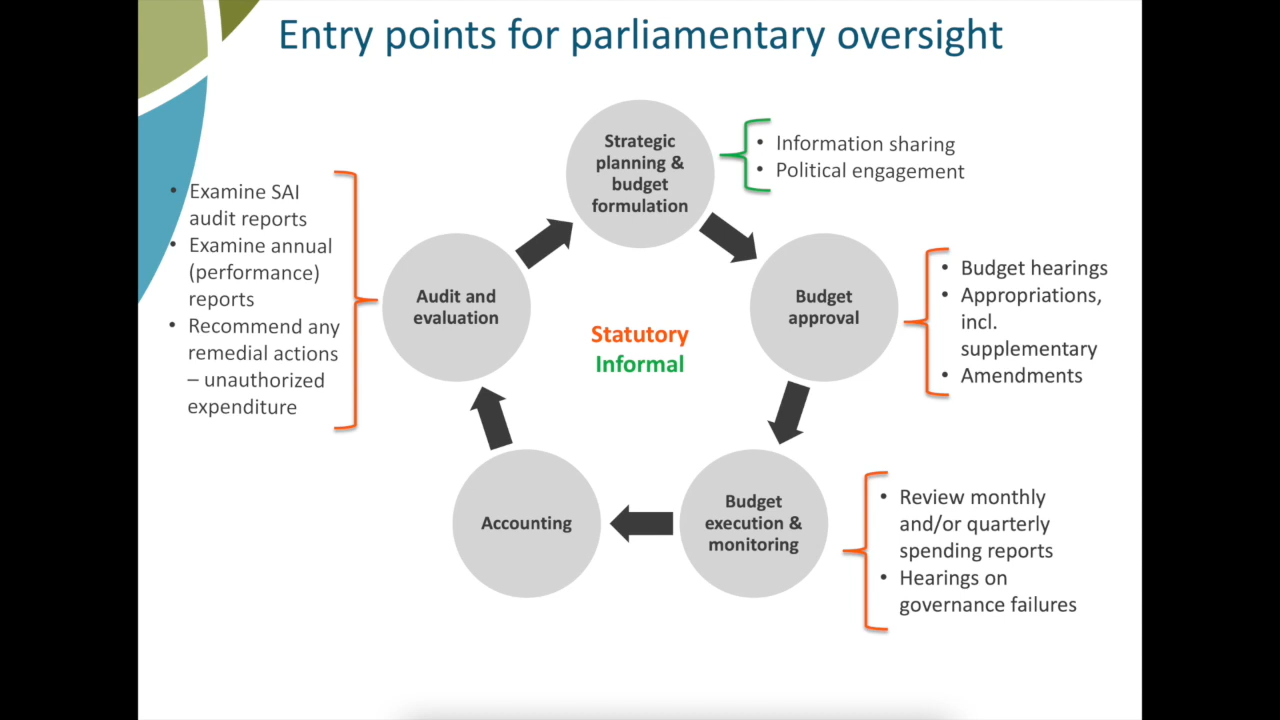 Entry points for parliamentary oversight
Strategic
planning &
budget
formulation
• Information sharing
• Political engagement
Budget
approval
• Budget hearings
• Appropriations,
incl.
supplementary
• Amendments
Budget
execution &
monitoring
• Review monthly
and/or quarterly
spending reports
• Hearings on
governance failures
Accounting
Audit and
evaluation
• Examine SAI
audit reports
• Examine annual
(performance)
reports
• Recommend any
remedial actions
– unauthorized
expenditure
Statutory
Informal